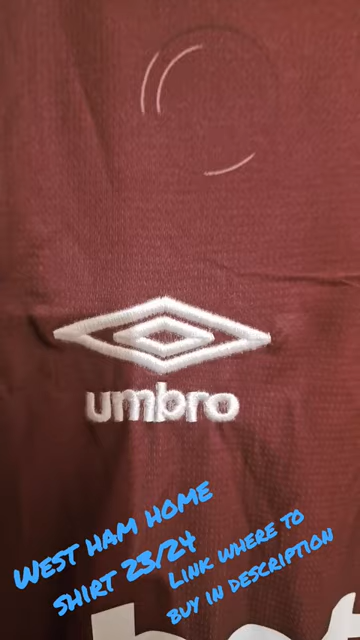 umbro
West ham home
shirt 23/24
Link where to
buy in description